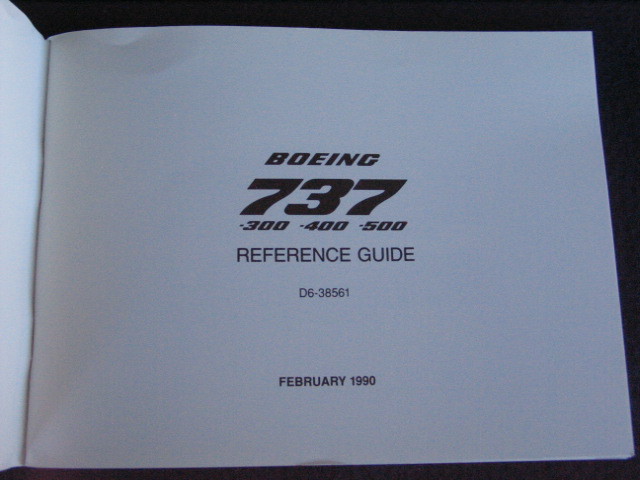 BOEING
737
-300 -400 -500
REFERENCE GUIDE
D6-38561
FEBRUARY 1990